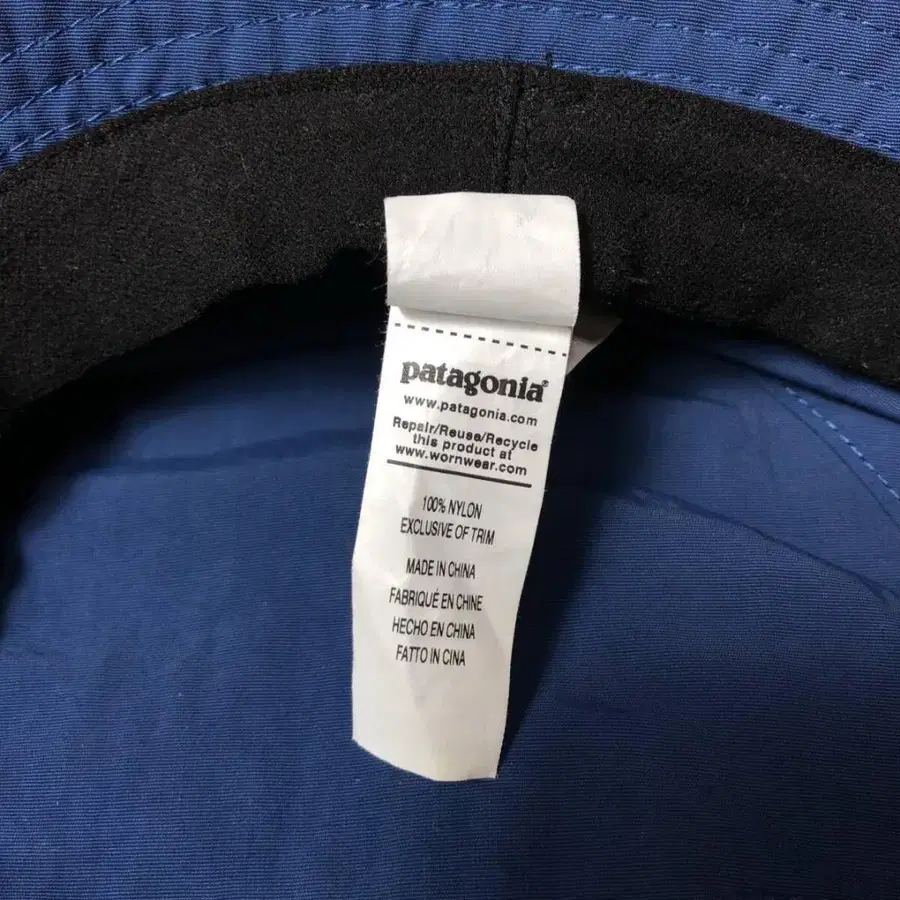 patagonia®
www.patagonia.com
Repair/Reuse/Recycle
this product at
www.wornwear.com
100% NYLON
EXCLUSIVE OF TRIM
MADE IN CHINA
FABRIQUÉ EN CHINE
HECHO EN CHINA
FATTO IN CINA